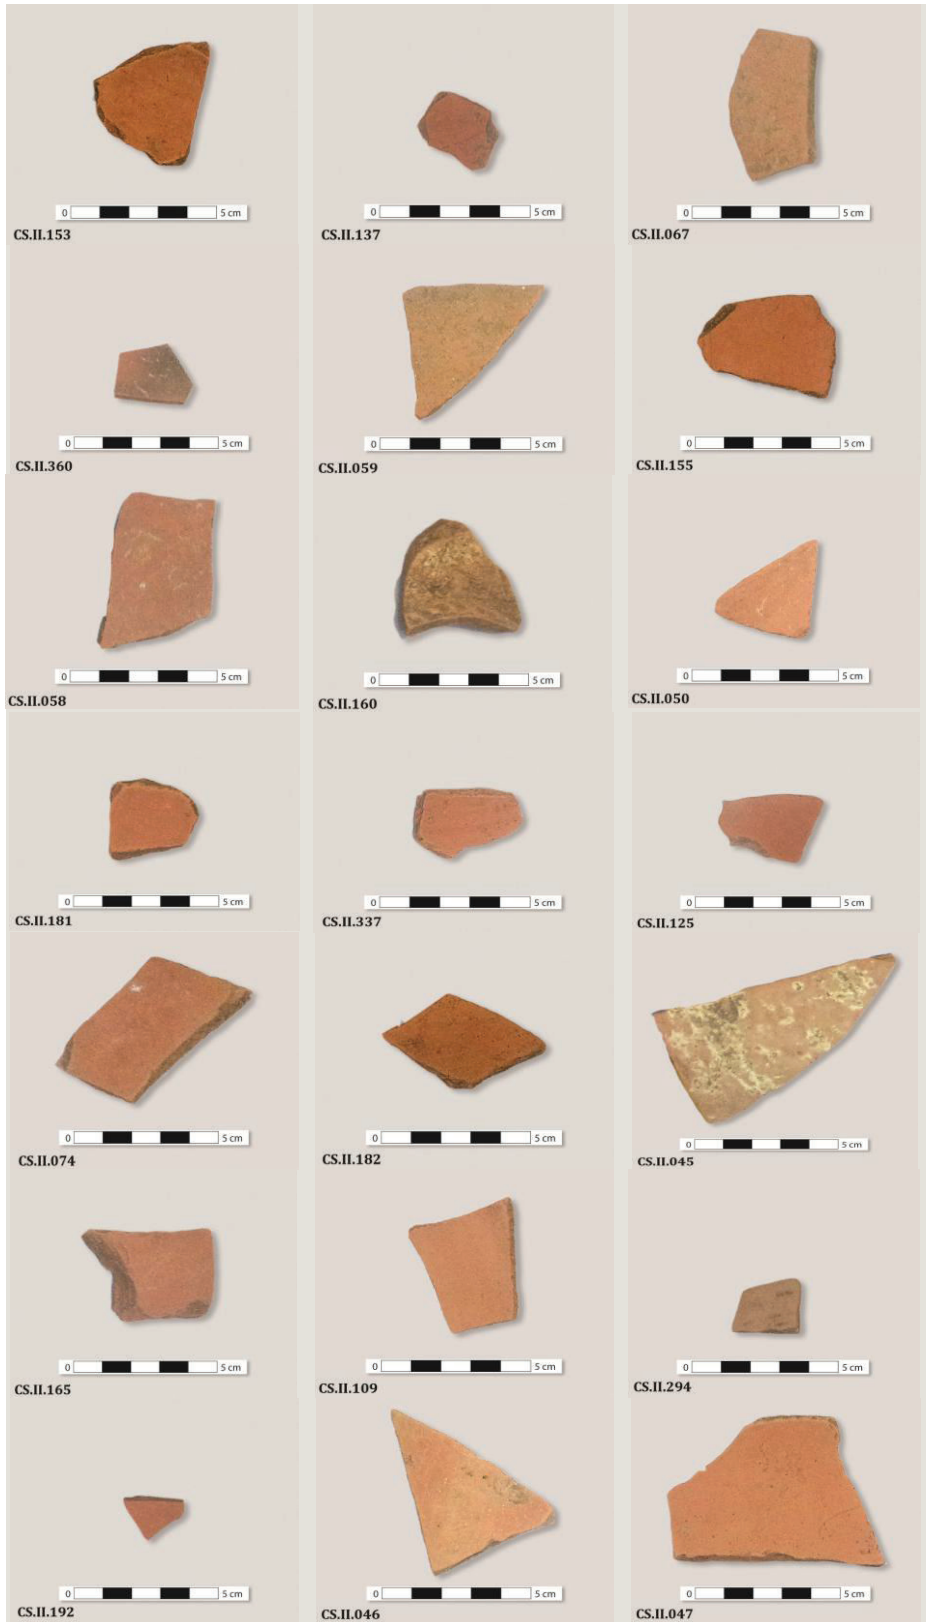 0 5 cm
CS.II.153
0 5 cm
CS.II.137
0 5 cm
CS.II.067
0 5 cm
CS.II.360
0 5 cm
CS.II.059
0 5 cm
CS.II.155
0 5 cm
CS.II.058
0 5 cm
CS.II.160
0 5 cm
CS.II.050
0 5 cm
CS.II.181
0 5 cm
CS.II.337
0 5 cm
CS.II.125
0 5 cm
CS.II.074
0 5 cm
CS.II.182
0 5 cm
CS.II.045
0 5 cm
CS.II.165
0 5 cm
CS.II.109
0 5 cm
CS.II.294
0 5 cm
CS.II.192
0 5 cm
CS.II.046
0 5 cm
CS.II.047